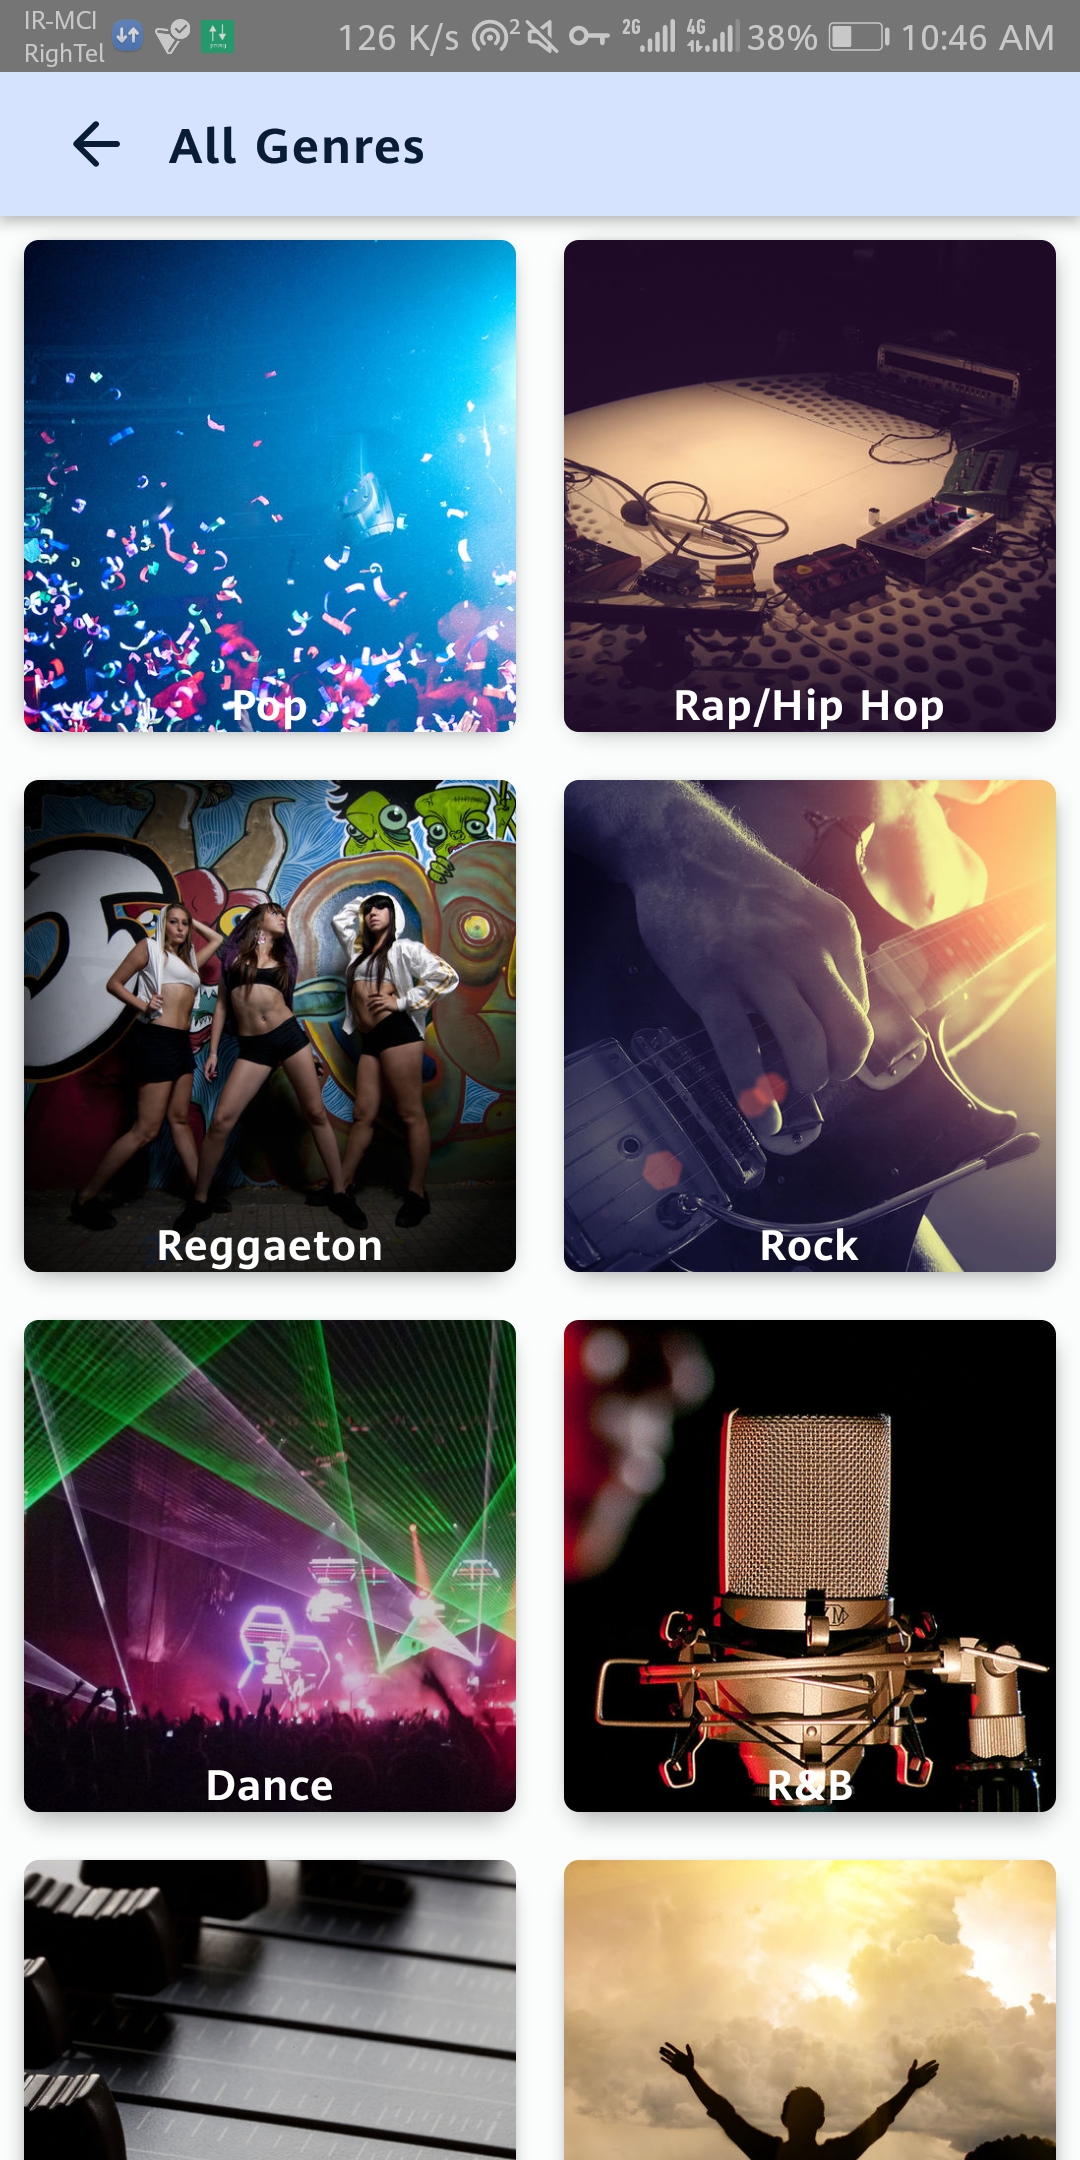 IR-MCI
RighTel
126 K/s 2 2G 4G 38% 10:46 AM
All Genres
Pop
Rap/Hip Hop
Reggaeton
Rock
Dance
R&B